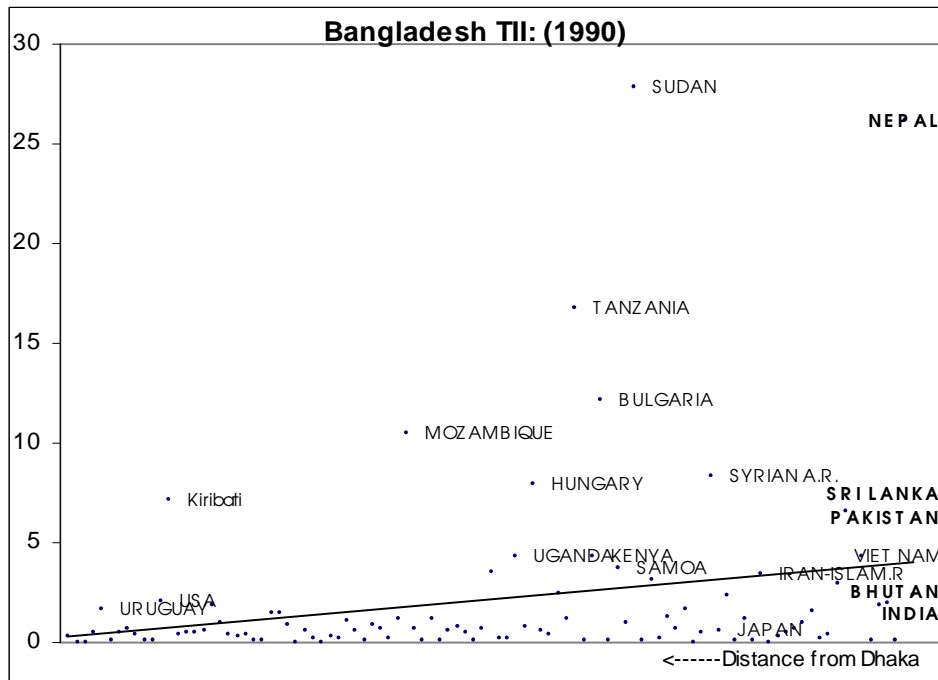 Bangladesh TII: (1990)
30
SUDAN
NEPAL
25
20
TANZANIA
15
BULGARIA
MOZAMBIQUE
10
HUNGARY
SYRIAN A.R.
Kiribati
SRI LANKA
PAKISTAN
5
UGANDA
KENYA
VIET NAM
SAMOA
IRAN-ISLAM.R
USA
URUGUAY
BHUTAN
INDIA
JAPAN
0
<------Distance from Dhaka